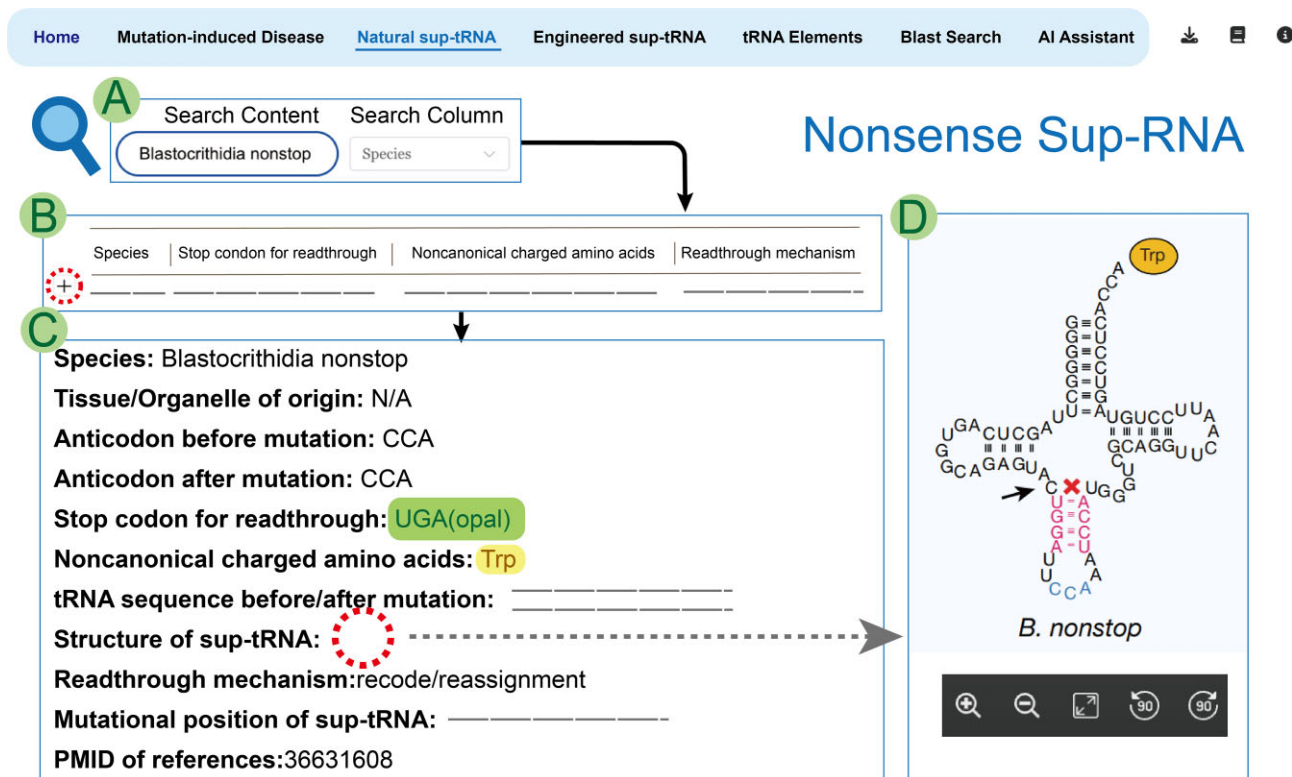 Home Mutation-induced Disease Natural sup-tRNA Engineered sup-tRNA tRNA Elements Blast Search AI Assistant
A
Search Content Search Column
Blastocrithidia nonstop Species
Nonsense Sup-RNA
B
Species Stop condon for readthrough Noncanonical charged amino acids Readthrough mechanism
+
C
Species: Blastocrithidia nonstop
Tissue/Organelle of origin: N/A
Anticodon before mutation: CCA
Anticodon after mutation: CCA
Stop codon for readthrough: UGA(opal)
Noncanonical charged amino acids: Trp
tRNA sequence before/after mutation:
Structure of sup-tRNA:
Readthrough mechanism:recode/reassignment
Mutational position of sup-tRNA:
PMID of references:36631608
D
Trp
B. nonstop
90 90